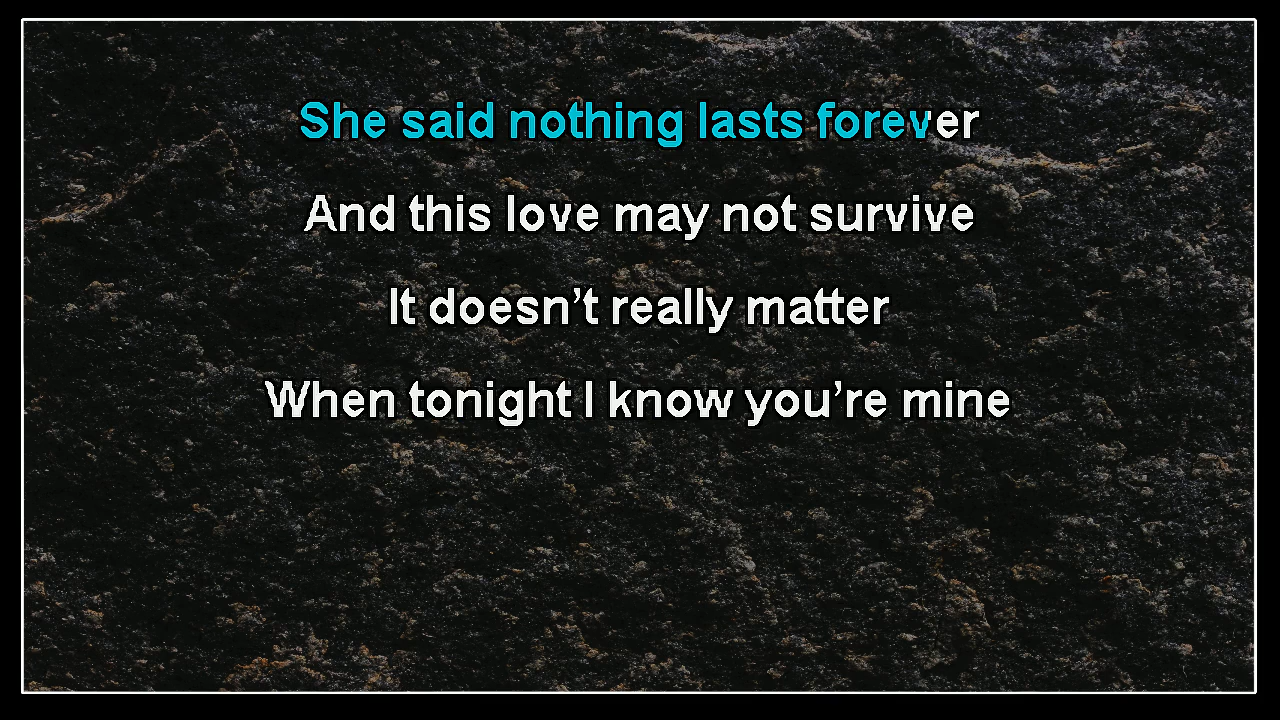 She said nothing lasts forever
And this love may not survive
It doesn’t really matter
When tonight I know you’re mine